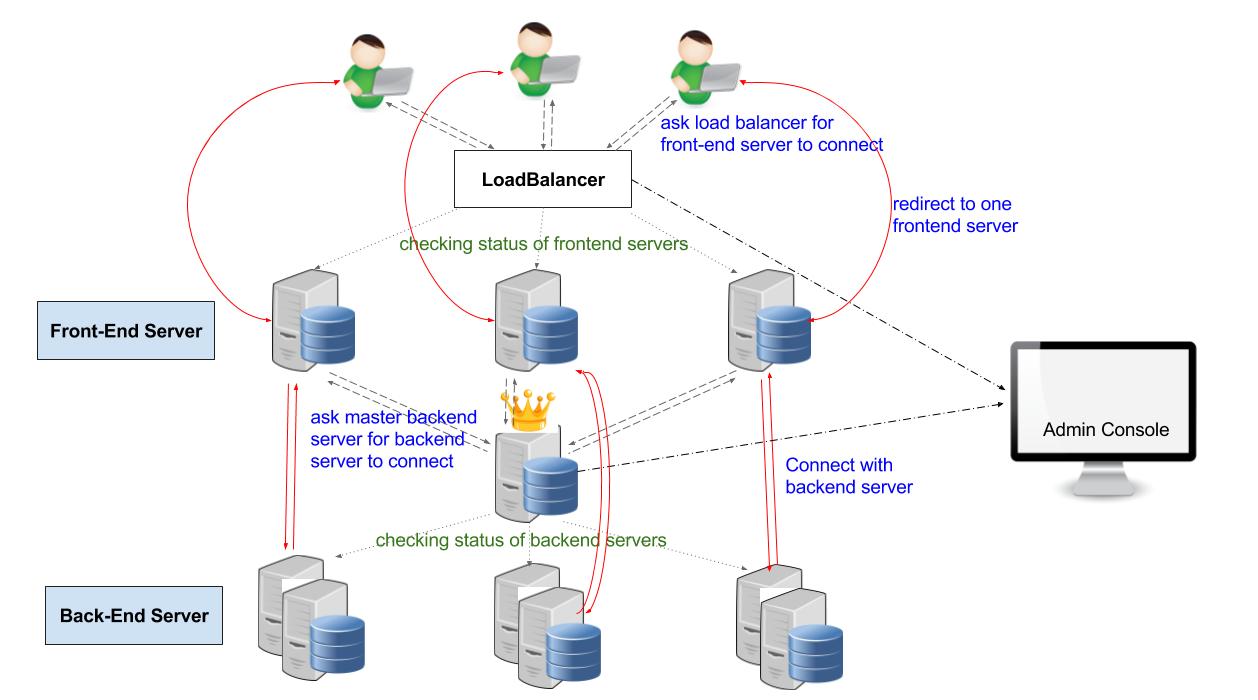 ask load balancer for
front-end server to connect
LoadBalancer
redirect to one
frontend server
checking status of frontend servers
Front-End Server
ask master backend
server for backend
server to connect
Admin Console
Connect with
backend server
checking status of backend servers
Back-End Server